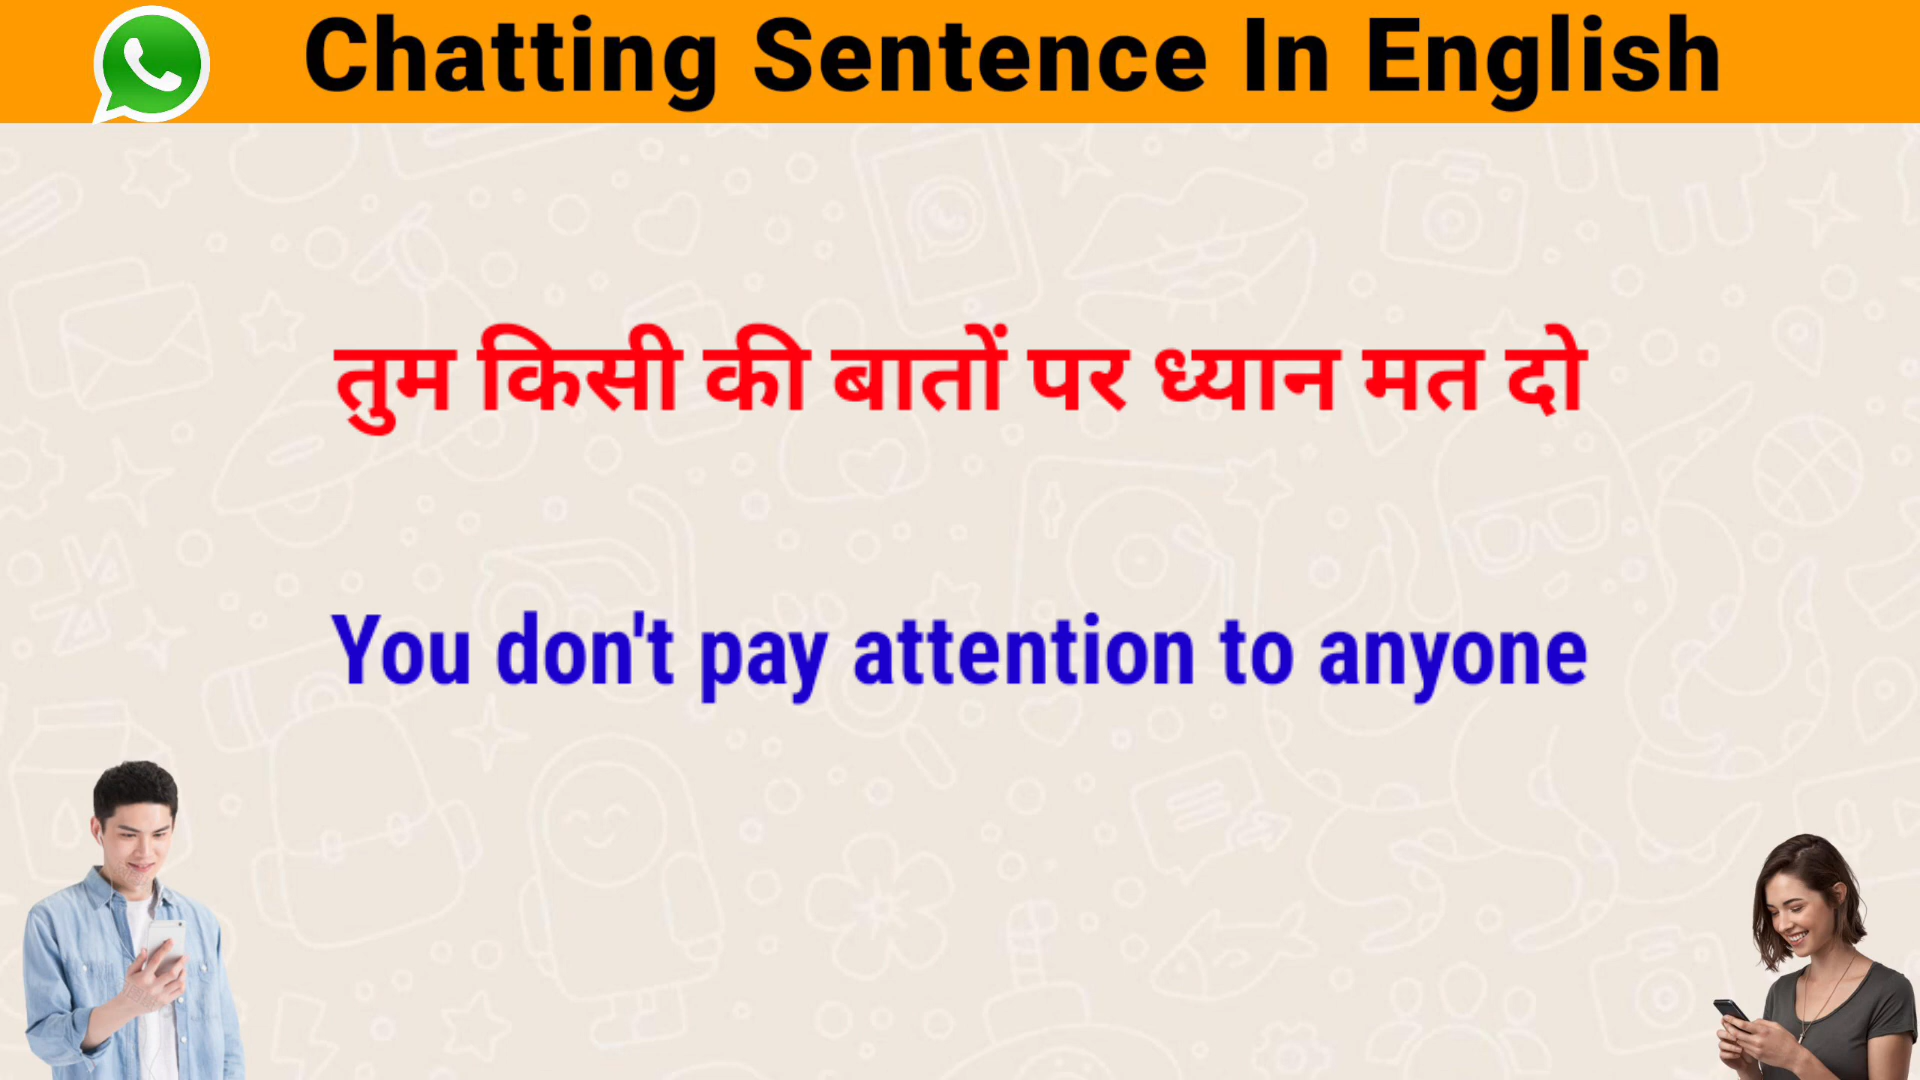 Chatting Sentence In English
तुम किसी की बातों पर ध्यान मत दो
You don't pay attention to anyone